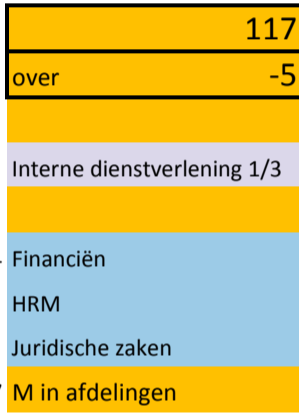 117
over -5
Interne dienstverlening 1/3
Financiën
HRM
Juridische zaken
M in afdelingen